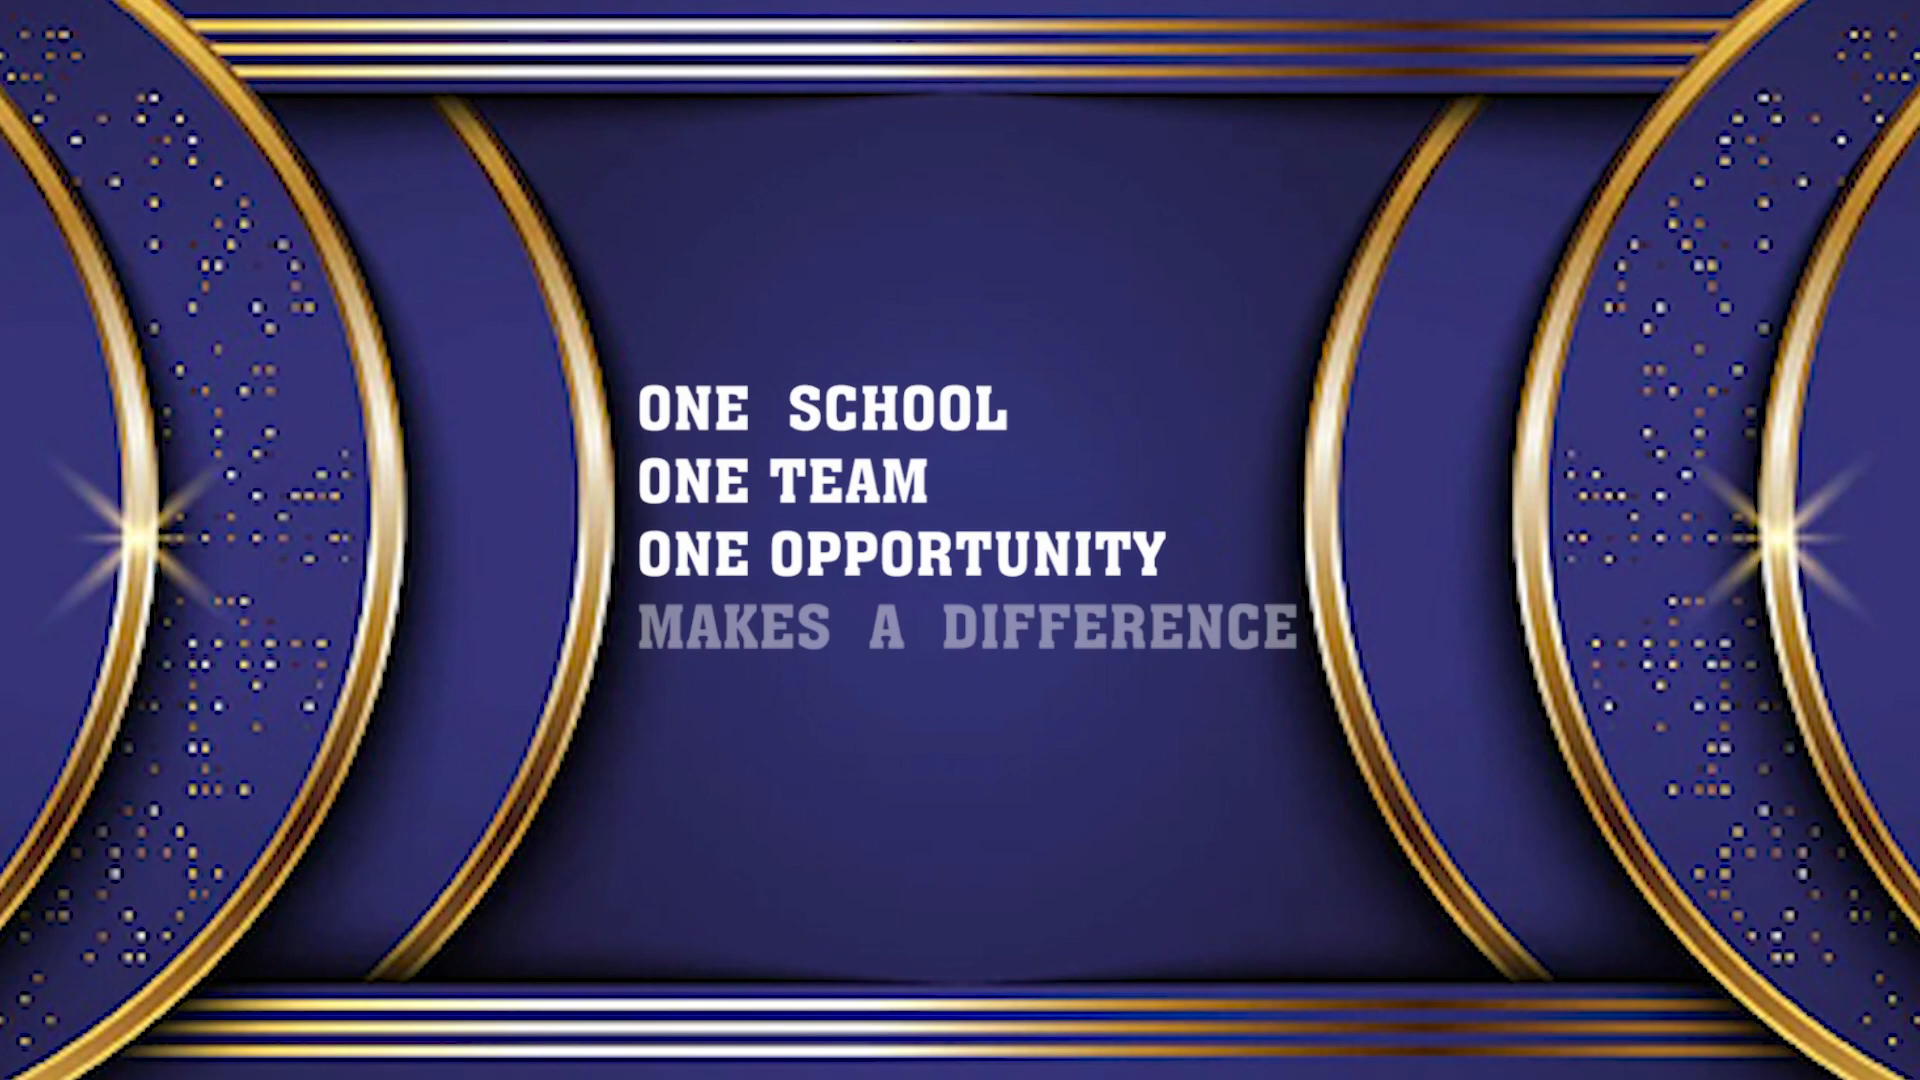 ONE SCHOOL
ONE TEAM
ONE OPPORTUNITY
MAKES A DIFFERENCE